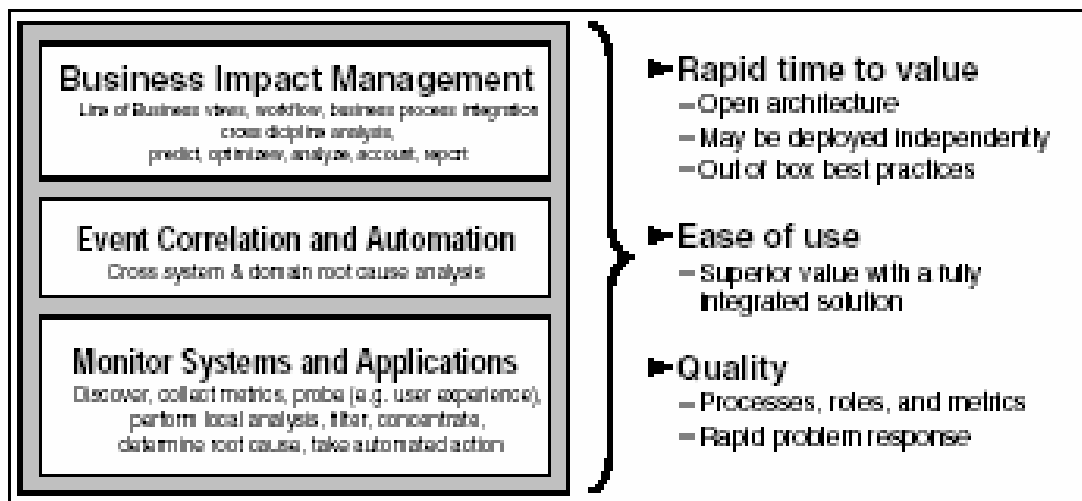 Business Impact Management
Line of Business views, workflow, business process integration
cross dicipline analysis,
predict, optimizew, analyze, account, report
Event Correlation and Automation
Cross system & domain root cause analysis
Monitor Systems and Applications
Discover, collect metrics, probe (e.g. user experience),
perform local analysis, filter, concentrate,
determine root cause, take automated action
►Rapid time to value
–Open architecture
–May be deployed independently
–Out of box best practices
►Ease of use
–Superior value with a fully
integrated solution
►Quality
–Processes, roles, and metrics
–Rapid problem response